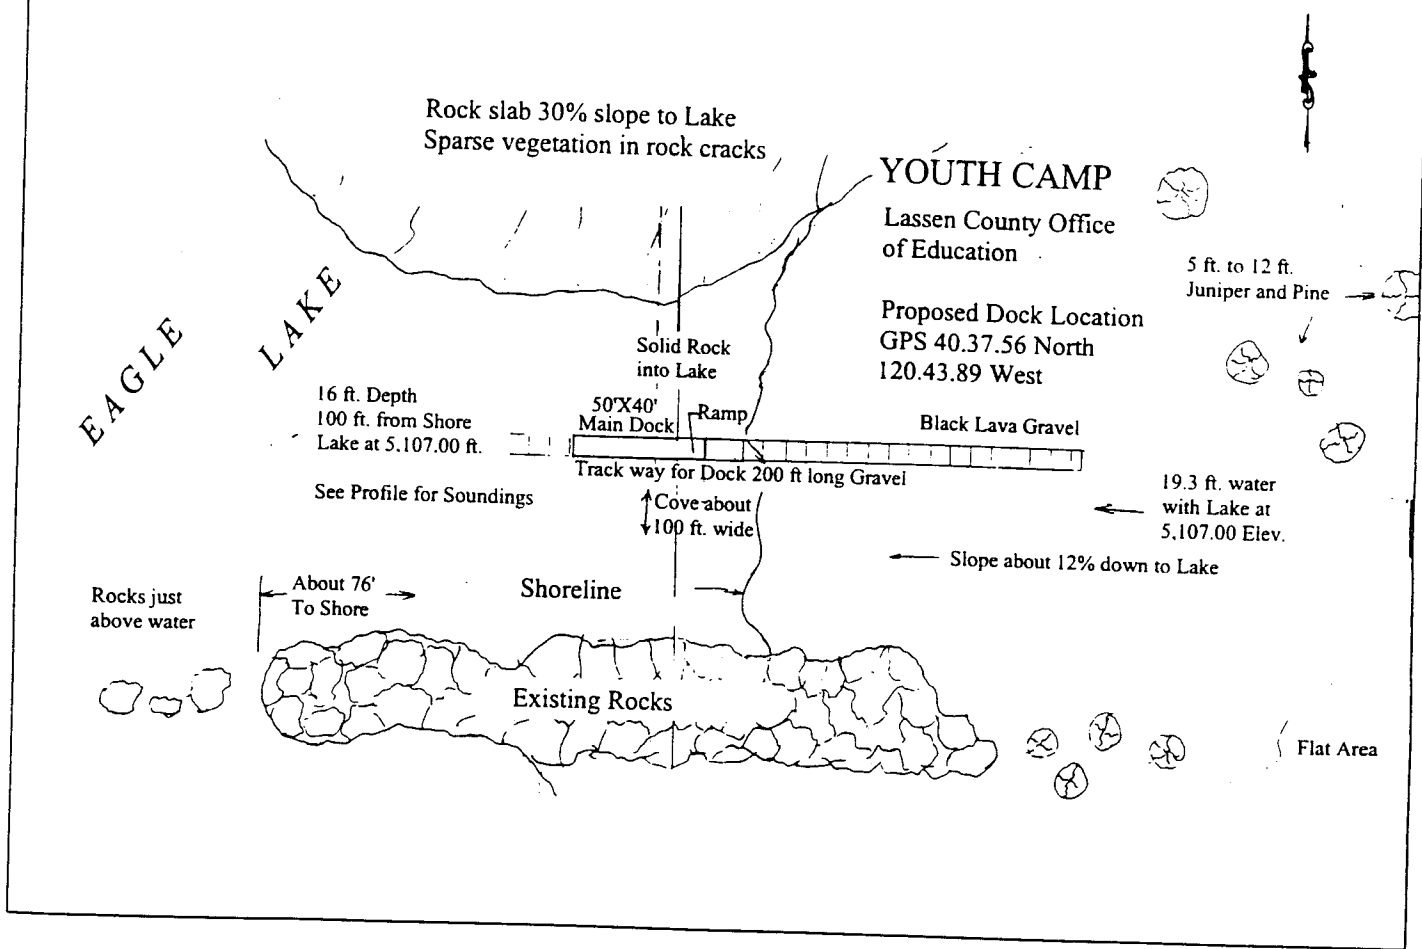 Rock slab 30% slope to Lake
Sparse vegetation in rock cracks
YOUTH CAMP
Lassen County Office
of Education
5 ft. to 12 ft.
Juniper and Pine
EAGLE
LAKE
Proposed Dock Location
GPS 40.37.56 North
120.43.89 West
Solid Rock
into Lake
16 ft. Depth
100 ft. from Shore
Lake at 5.107.00 ft.
50'X40'
Main Dock
Ramp
Black Lava Gravel
Track way for Dock 200 ft long Gravel
See Profile for Soundings
Cove about
100 ft. wide
19.3 ft. water
with Lake at
5,107.00 Elev.
Slope about 12% down to Lake
Rocks just
above water
About 76'
To Shore
Shoreline
Existing Rocks
Flat Area